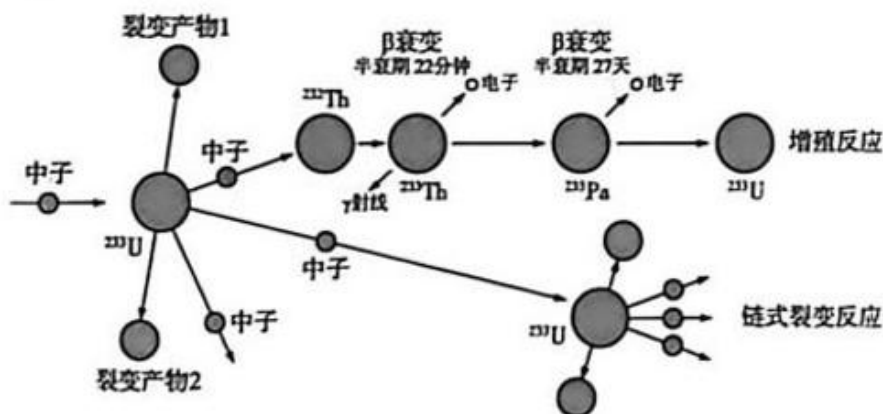 裂变产物1
β衰变
半衰期 22分钟
电子
β衰变
半衰期 27天
电子
²³²Th
中子
中子
²³³U
γ射线
²³³Th
²³³Pa
²³³U
增殖反应
中子
中子
裂变产物2
²³³U
链式裂变反应